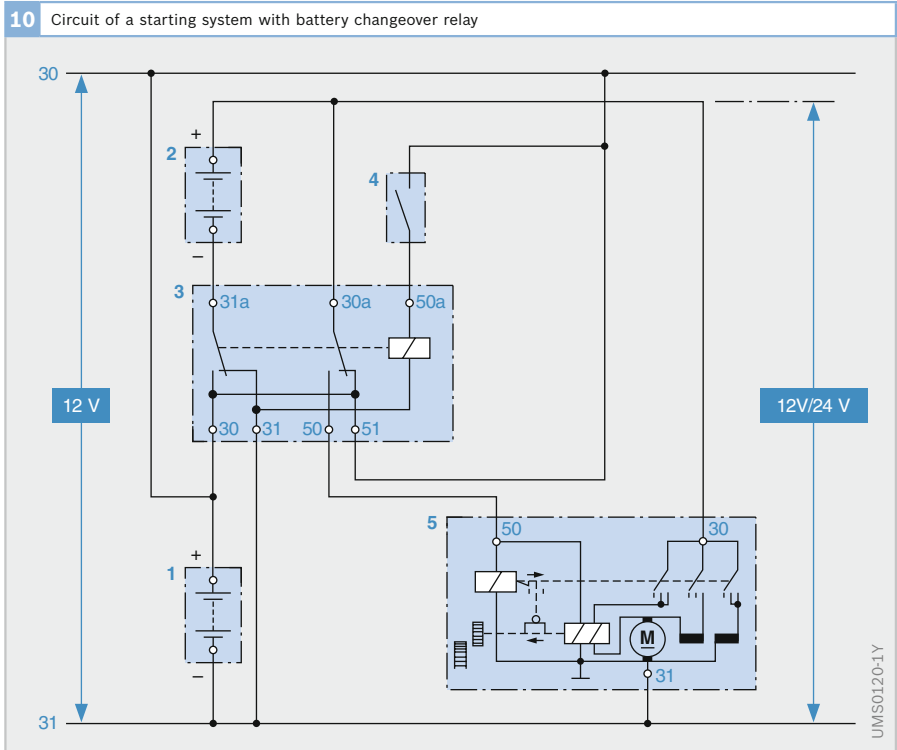 10 Circuit of a starting system with battery changeover relay
30
+
2
4
−
3
31a 30a 50a
12 V
12V/24 V
30 31 50 51
5
50 30
+
1
M
−
31
31
UMS0120-1Y